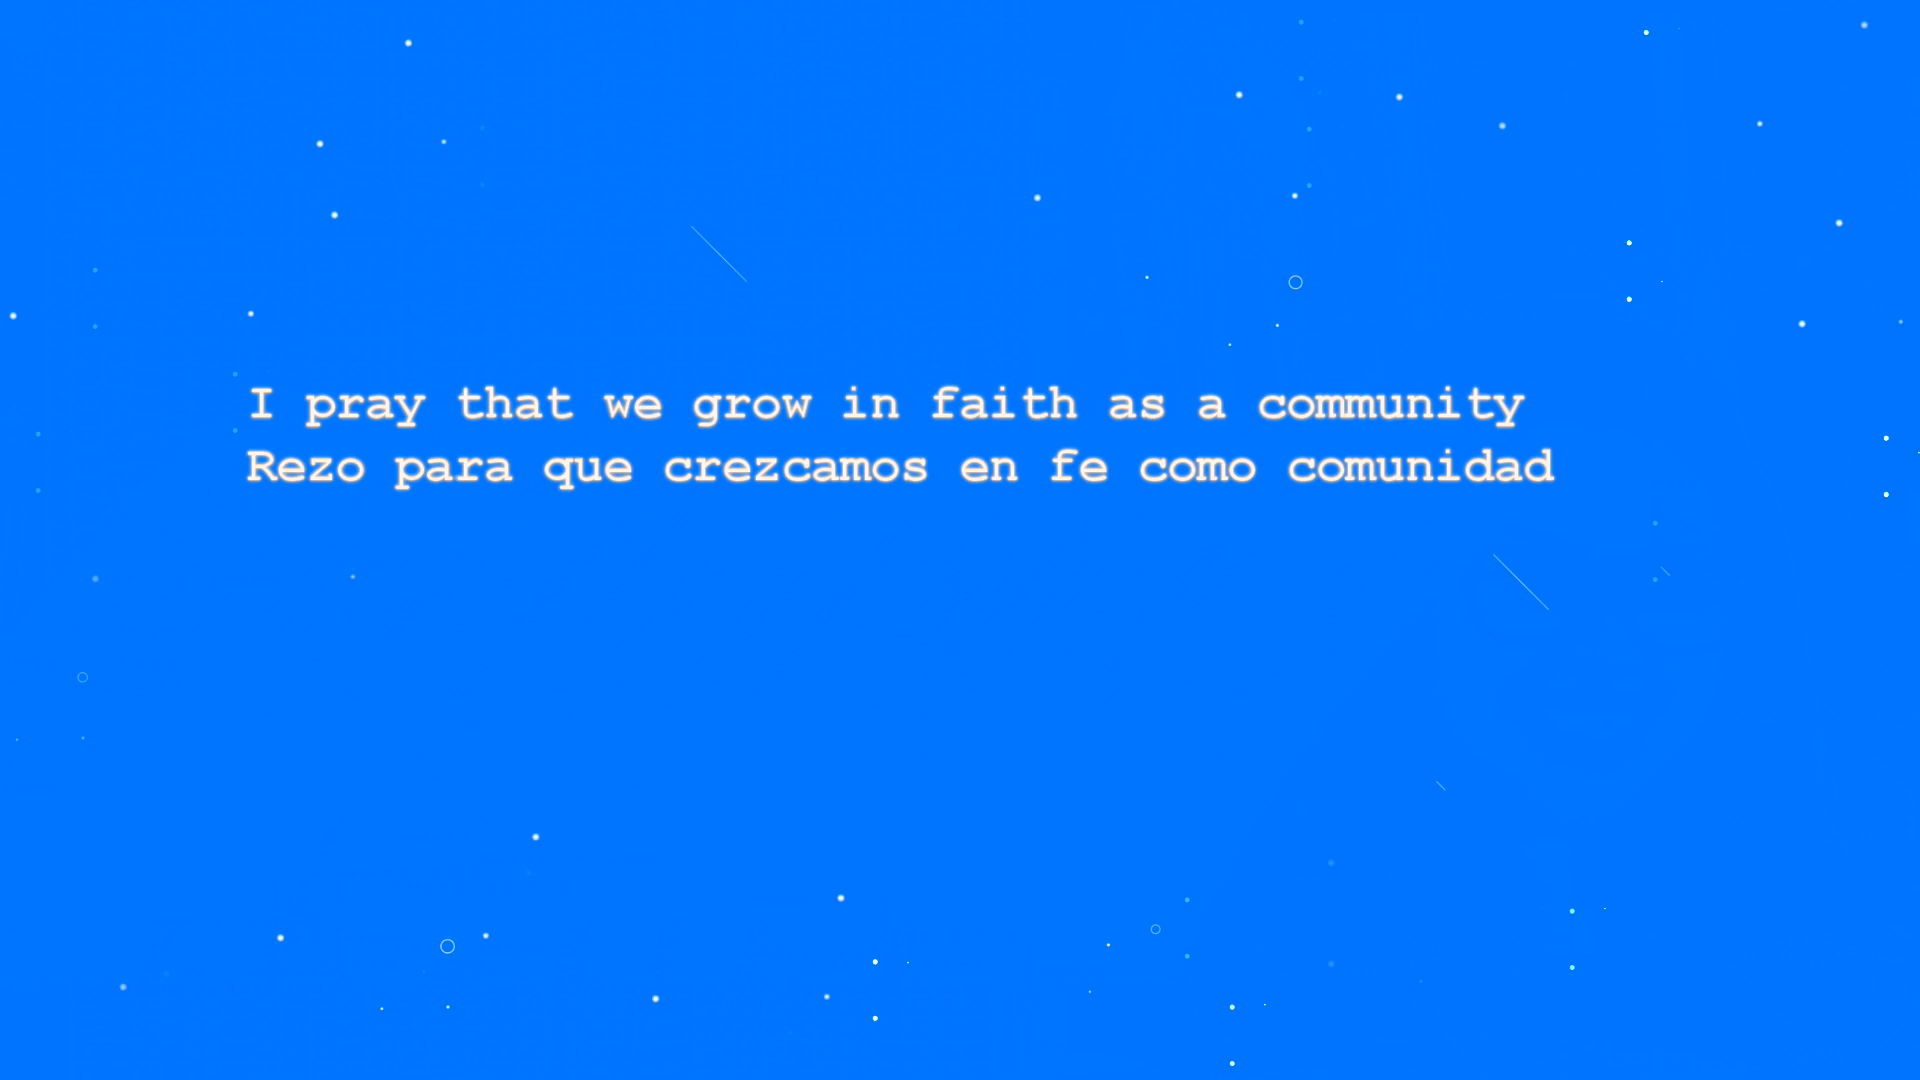 I pray that we grow in faith as a community
Rezo para que crezcamos en fe como comunidad